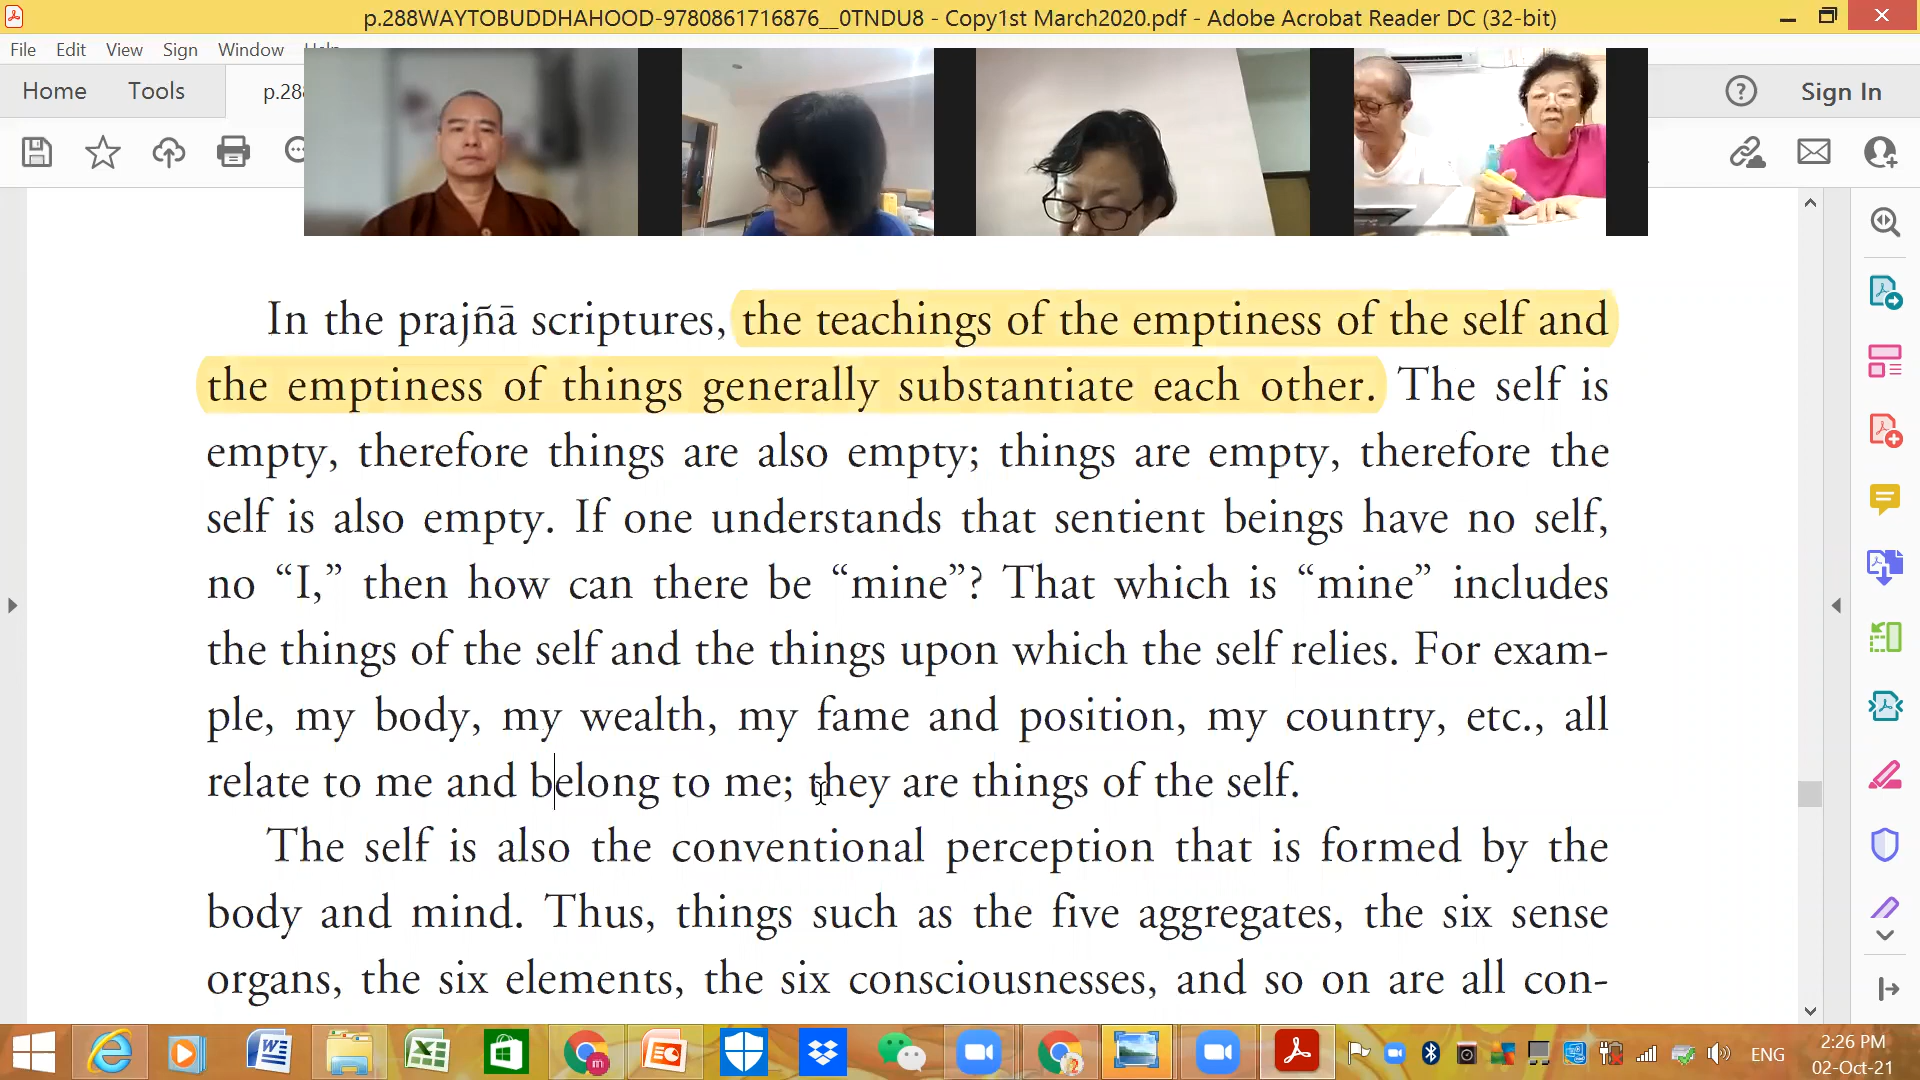 p.288WAYTOBUDDHAHOOD-9780861716876__0TNDU8 - Copy1st March2020.pdf - Adobe Acrobat Reader DC (32-bit)
File Edit View Sign Window Help
Home Tools p.288 Sign In
In the prajñā scriptures, the teachings of the emptiness of the self and
the emptiness of things generally substantiate each other. The self is
empty, therefore things are also empty; things are empty, therefore the
self is also empty. If one understands that sentient beings have no self,
no “I,” then how can there be “mine”? That which is “mine” includes
the things of the self and the things upon which the self relies. For exam-
ple, my body, my wealth, my fame and position, my country, etc., all
relate to me and belong to me; they are things of the self.
The self is also the conventional perception that is formed by the
body and mind. Thus, things such as the five aggregates, the six sense
organs, the six elements, the six consciousnesses, and so on are all con-
ENG
2:26 PM
02-Oct-21